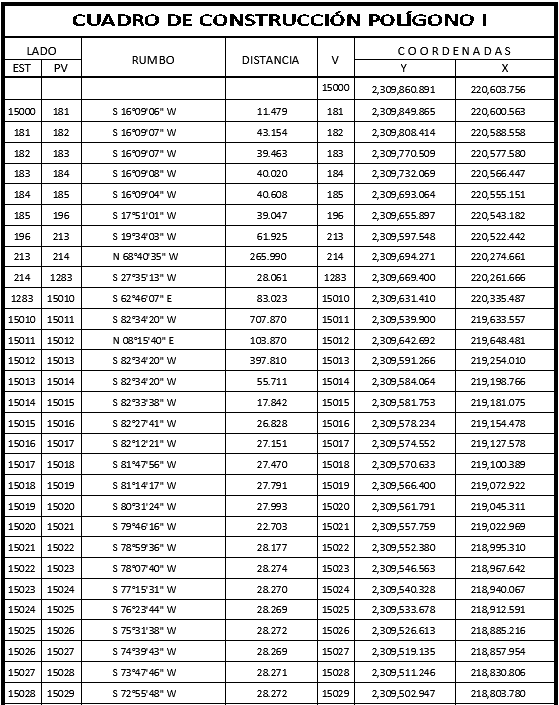 CUADRO DE CONSTRUCCIÓN POLÍGONO I
LADO RUMBO DISTANCIA V COORDENADAS
EST PV Y X
15000 2,309,860.891 220,603.756
15000 181 S 16°09'06" W 11.479 181 2,309,849.865 220,600.563
181 182 S 16°09'07" W 43.154 182 2,309,808.414 220,588.558
182 183 S 16°09'07" W 39.463 183 2,309,770.509 220,577.580
183 184 S 16°09'08" W 40.020 184 2,309,732.069 220,566.447
184 185 S 16°09'04" W 40.608 185 2,309,693.064 220,555.151
185 196 S 17°51'01" W 39.047 196 2,309,655.897 220,543.182
196 213 S 19°34'03" W 61.925 213 2,309,597.548 220,522.442
213 214 N 68°40'35" W 265.990 214 2,309,694.271 220,274.661
214 1283 S 27°35'13" W 28.061 1283 2,309,669.400 220,261.666
1283 15010 S 62°46'07" E 83.023 15010 2,309,631.410 220,335.487
15010 15011 S 82°34'20" W 707.870 15011 2,309,539.900 219,633.557
15011 15012 N 08°15'40" E 103.870 15012 2,309,642.692 219,648.481
15012 15013 S 82°34'20" W 397.810 15013 2,309,591.266 219,254.010
15013 15014 S 82°34'20" W 55.711 15014 2,309,584.064 219,198.766
15014 15015 S 82°33'38" W 17.842 15015 2,309,581.753 219,181.075
15015 15016 S 82°27'41" W 26.828 15016 2,309,578.234 219,154.478
15016 15017 S 82°12'21" W 27.151 15017 2,309,574.552 219,127.578
15017 15018 S 81°47'56" W 27.470 15018 2,309,570.633 219,100.389
15018 15019 S 81°14'17" W 27.791 15019 2,309,566.400 219,072.922
15019 15020 S 80°31'24" W 27.993 15020 2,309,561.791 219,045.311
15020 15021 S 79°46'16" W 22.703 15021 2,309,557.759 219,022.969
15021 15022 S 78°59'36" W 28.177 15022 2,309,552.380 218,995.310
15022 15023 S 78°07'40" W 28.274 15023 2,309,546.563 218,967.642
15023 15024 S 77°15'31" W 28.270 15024 2,309,540.328 218,940.067
15024 15025 S 76°23'44" W 28.269 15025 2,309,533.678 218,912.591
15025 15026 S 75°31'38" W 28.272 15026 2,309,526.613 218,885.216
15026 15027 S 74°39'43" W 28.269 15027 2,309,519.135 218,857.954
15027 15028 S 73°47'46" W 28.271 15028 2,309,511.246 218,830.806
15028 15029 S 72°55'48" W 28.272 15029 2,309,502.947 218,803.780